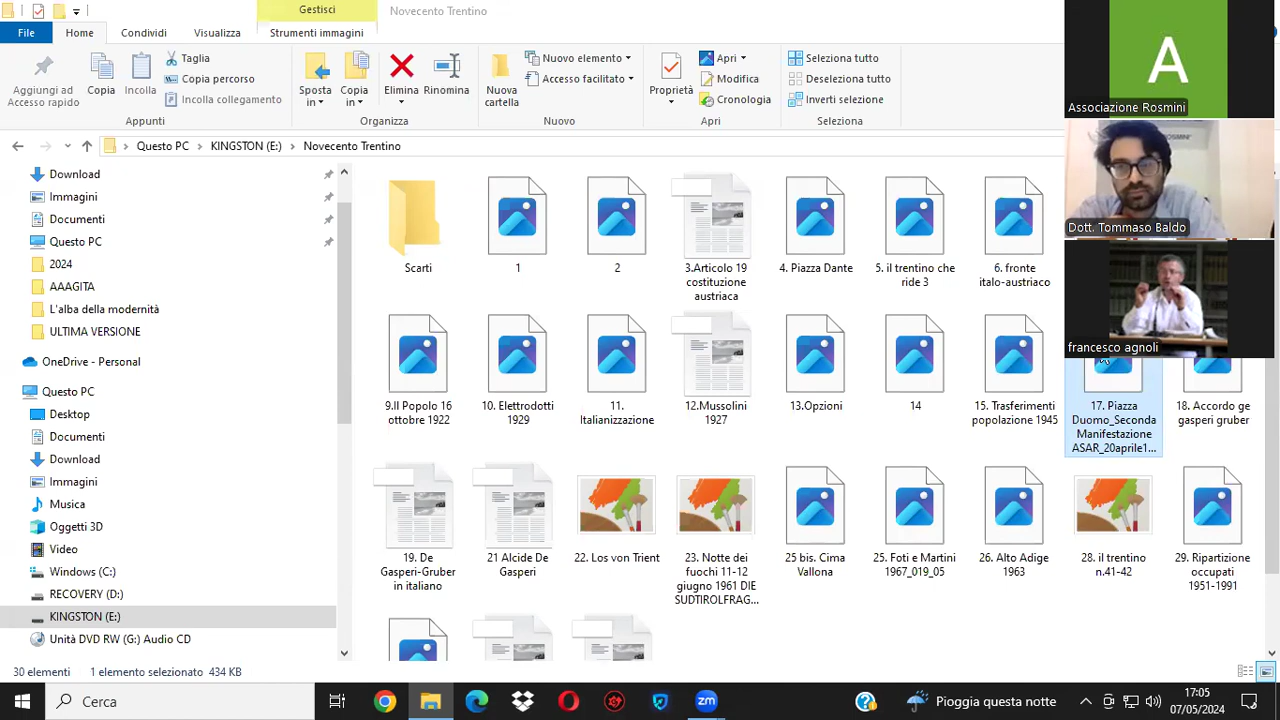 Gestisci
Novecento Trentino
File
Home
Condividi
Visualizza
Strumenti immagini
Aggiungi ad
Accesso rapido
Copia
Incolla
Taglia
Copia percorso
Incolla collegamento
Appunti
Sposta
in
Copia
in
Elimina
Rinomina
Organizza
Nuova
cartella
Nuovo elemento
Accesso facilitato
Nuovo
Proprietà
Apri
Modifica
Cronologia
Apri
Seleziona tutto
Deseleziona tutto
Inverti selezione
Seleziona
A
Associazione Rosmini
Dott. Tommaso Baldo
francesco agnoli
Questo PC
KINGSTON (E:)
Novecento Trentino
Download
Immagini
Documenti
Questo PC
2024
AAAGITA
L'alba della modernità
ULTIMA VERSIONE
OneDrive - Personal
Questo PC
Desktop
Documenti
Download
Immagini
Musica
Oggetti 3D
Video
Windows (C:)
RECOVERY (D:)
KINGSTON (E:)
Unità DVD RW (G:) Audio CD
Scarti
1
2
3.Articolo 19
costituzione
austriaca
4. Piazza Dante
5. il trentino che
ride 3
6. fronte
italo-austriaco
9.Il Popolo 16
ottobre 1922
10. Elettrodotti
1929
11.
Italianizzazione
12.Mussolini
1927
13.Opzioni
14
15. Trasferimenti
popolazione 1945
17. Piazza
Duomo_Seconda
Manifestazione
ASAR_20aprile1...
18. Accordo ge
gasperi gruber
19. De
Gasperi-Gruber
in italiano
21 Alcide De
Gasperi
22. Los von Trient
23. Notte dei
fuochi 11-12
giugno 1961 DIE
SUDTIROLFRAG...
25 bis. Cima
Vallona
25. Foti e Martini
1967_019_05
26. Alto Adige
1963
28. il trentino
n.41-42
29. Ripartizione
occupati
1951-1991
30 elementi
1 elemento selezionato 434 KB
Cerca
zm
Pioggia questa notte
17:05
07/05/2024